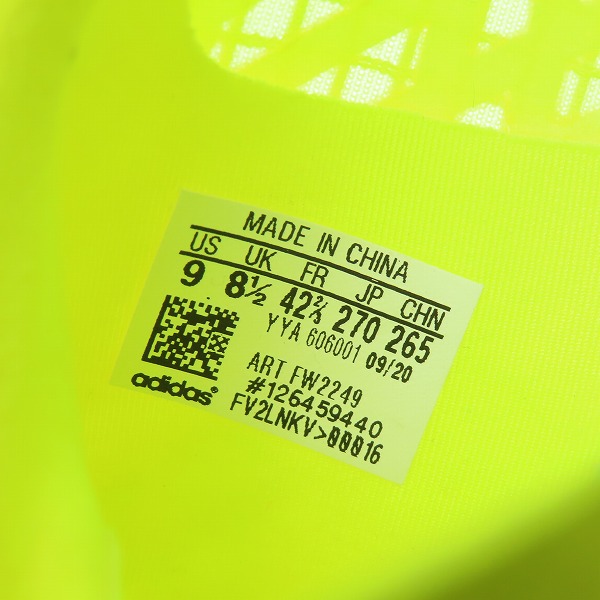 MADE IN CHINA
US UK FR JP CHN
9 8½ 42⅔ 270 265
YYA 606001 09/20
ART FW2249
#126459440
FV2LNKV>00016
adidas®